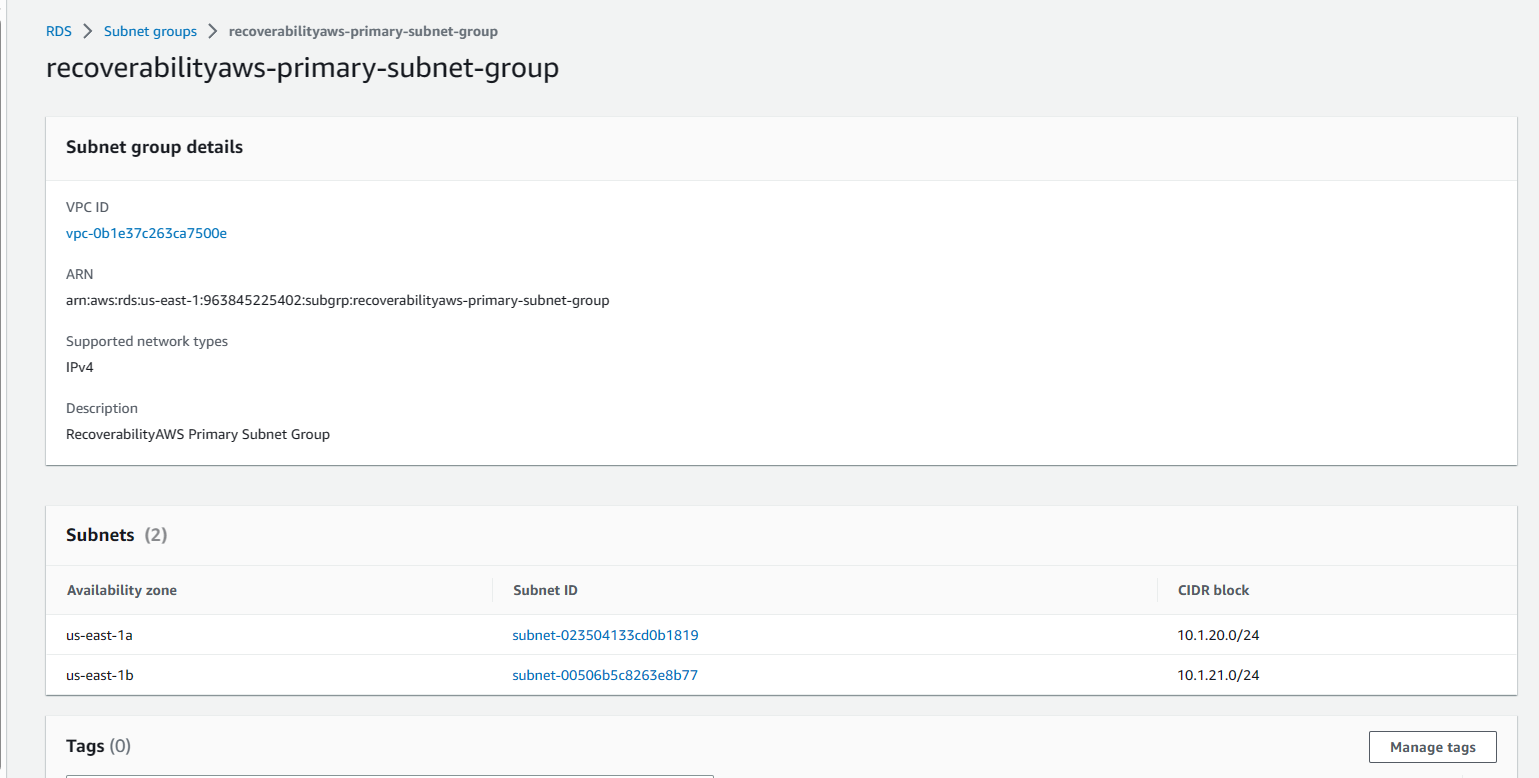 RDS > Subnet groups > recoverabilityaws-primary-subnet-group
recoverabilityaws-primary-subnet-group
Subnet group details
VPC ID
vpc-0b1e37c263ca7500e
ARN
arn:aws:rds:us-east-1:963845225402:subgrp:recoverabilityaws-primary-subnet-group
Supported network types
IPv4
Description
RecoverabilityAWS Primary Subnet Group
Subnets (2)
Availability zone Subnet ID CIDR block
us-east-1a subnet-023504133cd0b1819 10.1.20.0/24
us-east-1b subnet-00506b5c8263e8b77 10.1.21.0/24
Tags (0) Manage tags